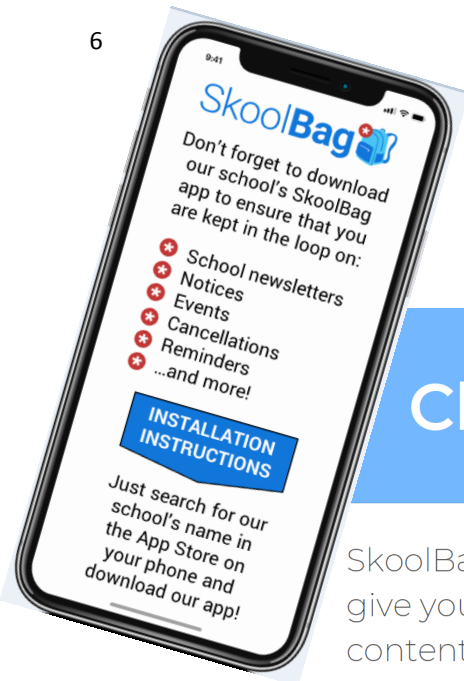 6
9:41
SkoolBag
Don't forget to download
our school's SkoolBag
app to ensure that you
are kept in the loop on:
School newsletters
Notices
Events
Cancellations
Reminders
...and more!
INSTALLATION
INSTRUCTIONS
Just search for our
school's name in
the App Store on
your phone and
download our app!
give
content